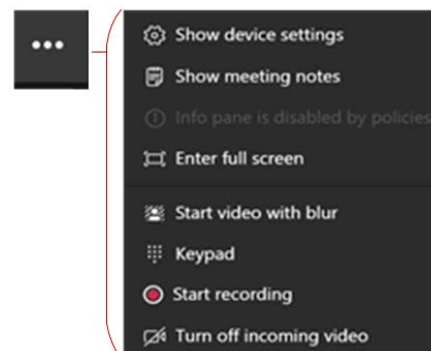 Show device settings
Show meeting notes
Info pane is disabled by policies
Enter full screen
Start video with blur
Keypad
Start recording
Turn off incoming video